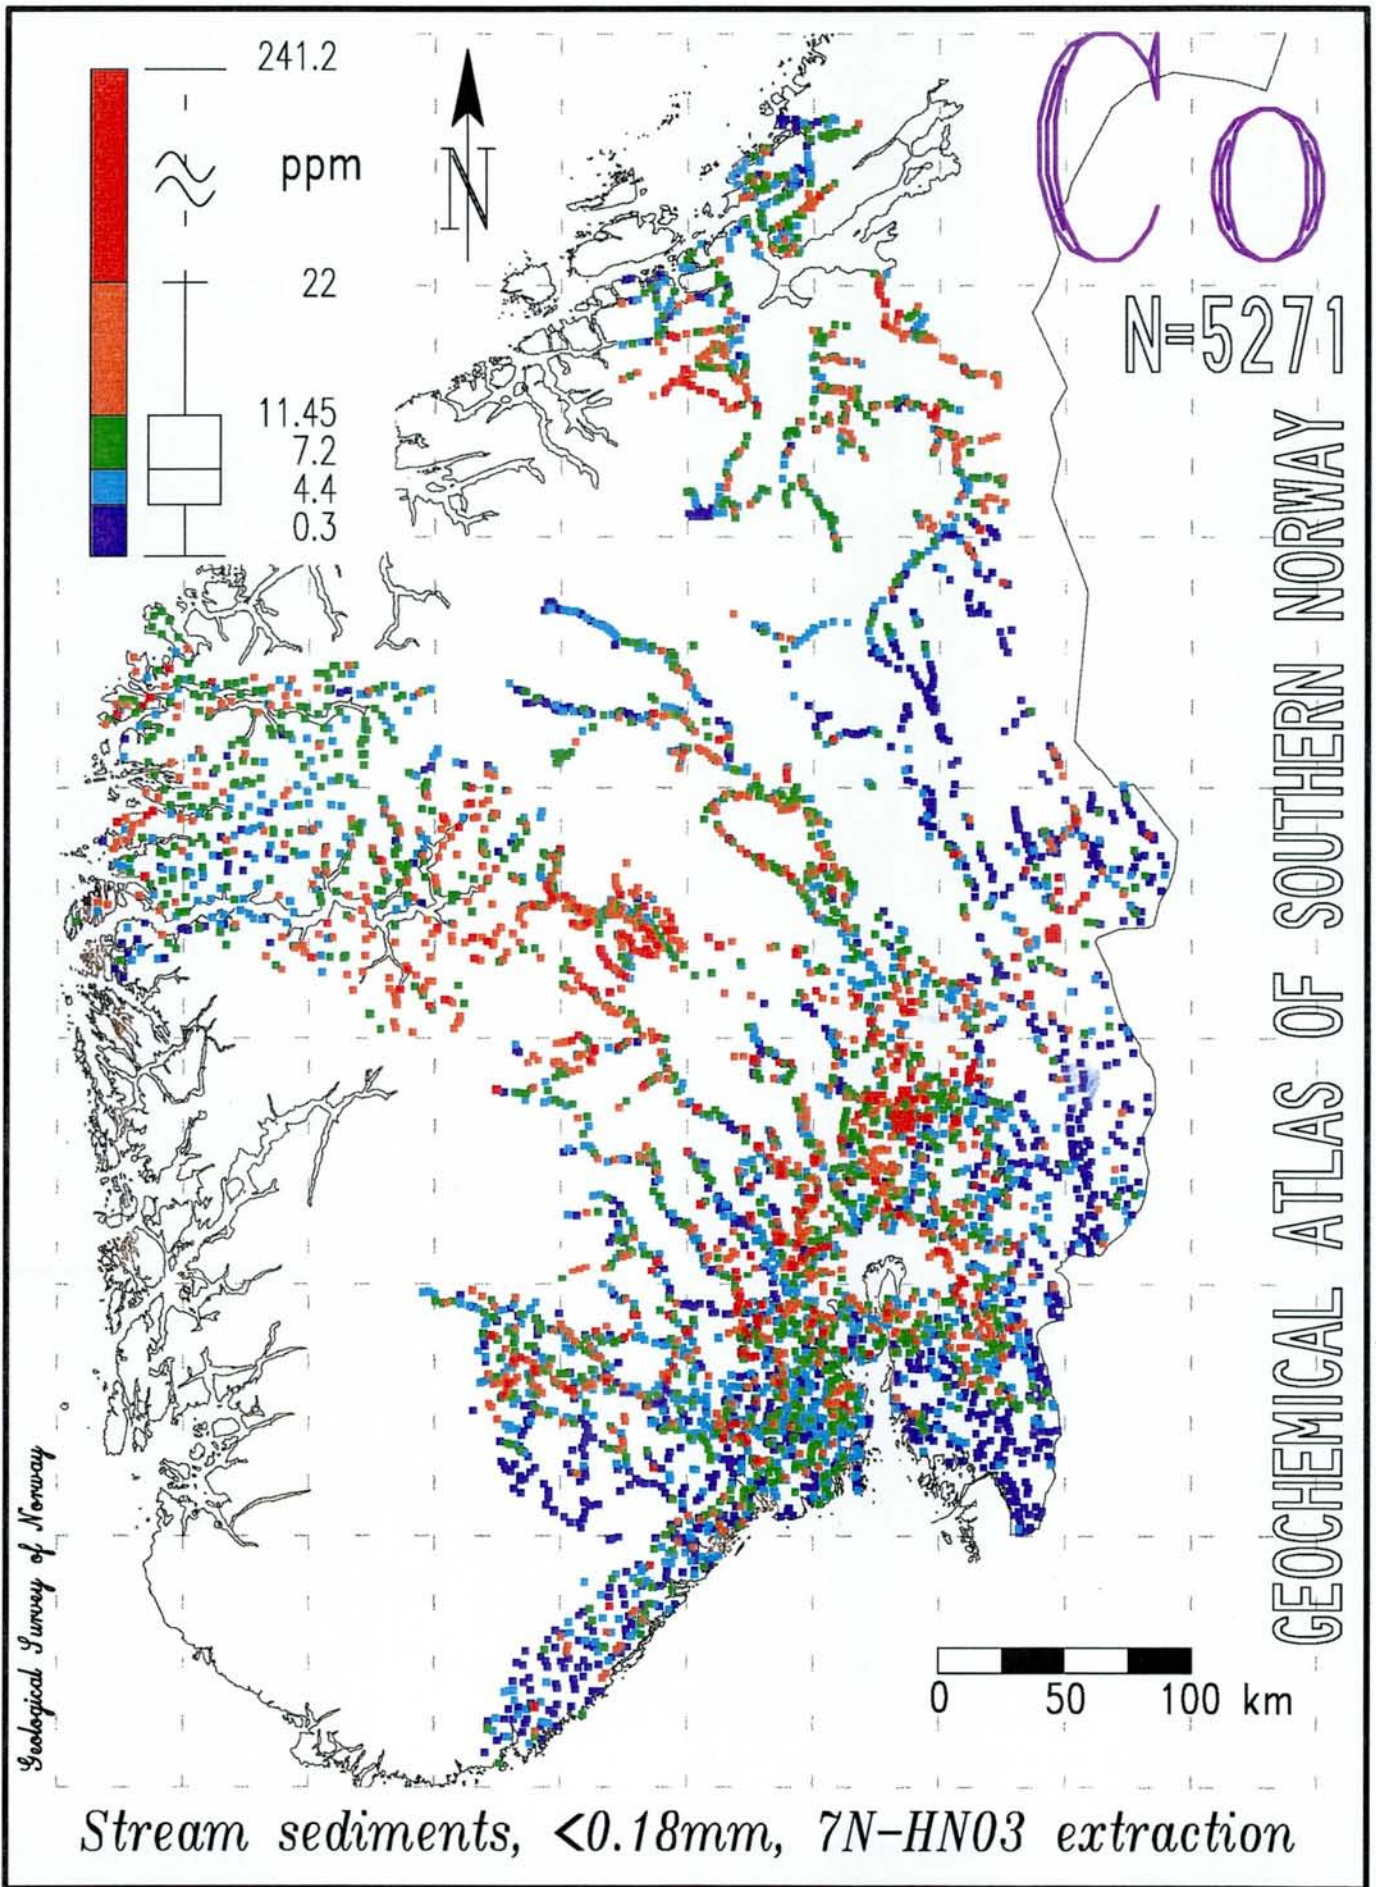 241.2
ppm
22
11.45
7.2
4.4
0.3
N
Co
N=5271
GEOCHEMICAL ATLAS OF SOUTHERN NORWAY
Geological Survey of Norway
0 50 100 km
Stream sediments, <0.18mm, 7N-HNO3 extraction